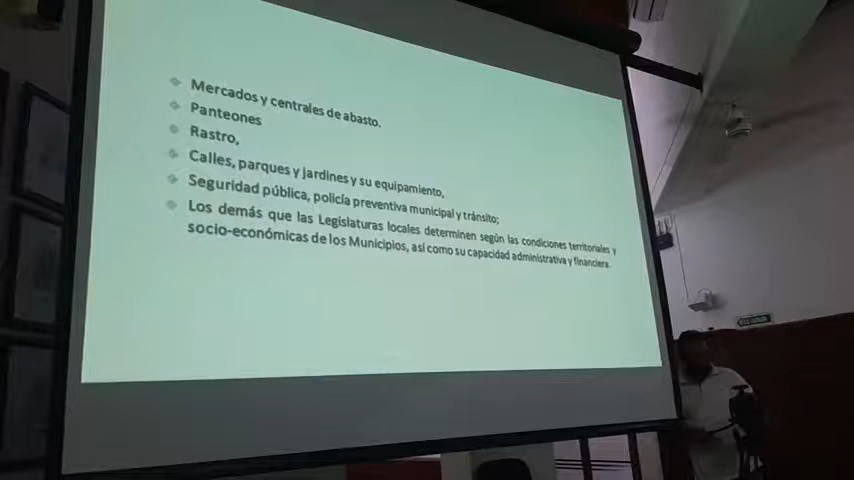 Mercados y centrales de abasto.
Panteones
Rastro,
Calles, parques y jardines y su equipamiento,
Seguridad pública, policía preventiva municipal y tránsito;
Los demás que las Legislaturas locales determinen según las condiciones territoriales y
socio-económicas de los Municipios, así como su capacidad administrativa y financiera.